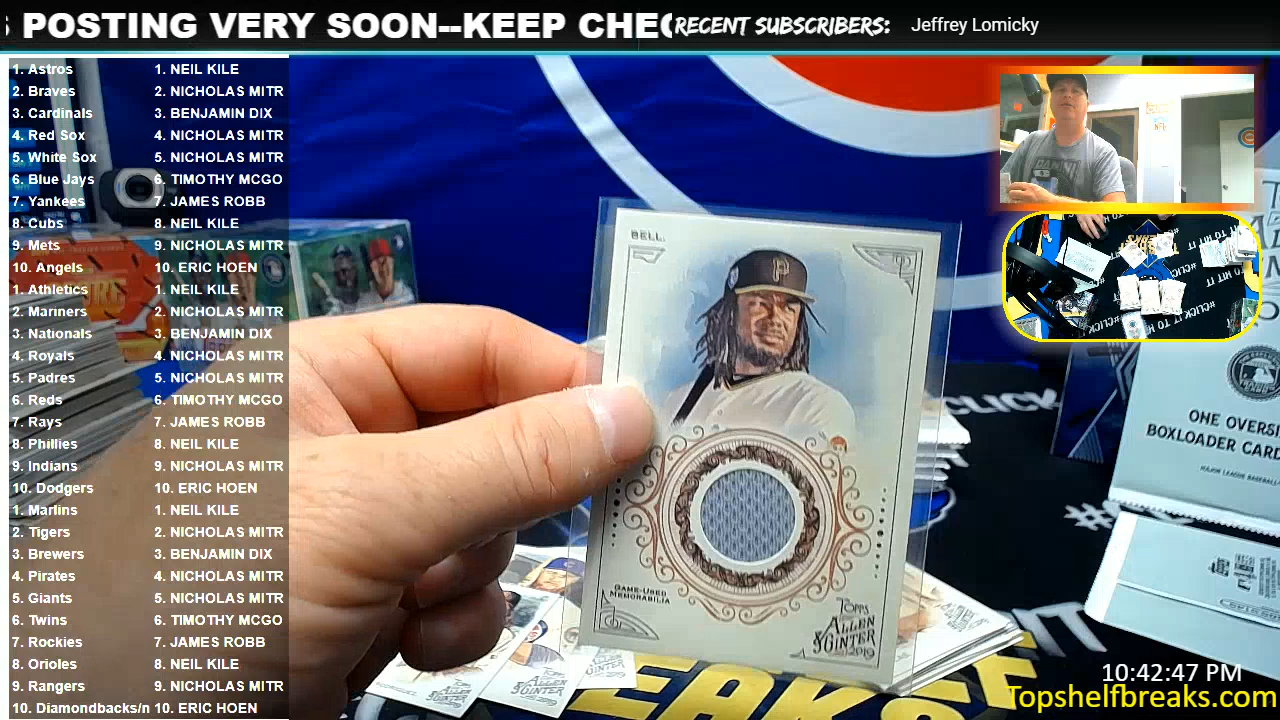 POSTING VERY SOON--KEEP CHEC
RECENT SUBSCRIBERS: Jeffrey Lomicky
1. Astros 1. NEIL KILE
2. Braves 2. NICHOLAS MITR
3. Cardinals 3. BENJAMIN DIX
4. Red Sox 4. NICHOLAS MITR
5. White Sox 5. NICHOLAS MITR
6. Blue Jays 6. TIMOTHY MCGO
7. Yankees 7. JAMES ROBB
8. Cubs 8. NEIL KILE
9. Mets 9. NICHOLAS MITR
10. Angels 10. ERIC HOEN
1. Athletics 1. NEIL KILE
2. Mariners 2. NICHOLAS MITR
3. Nationals 3. BENJAMIN DIX
4. Royals 4. NICHOLAS MITR
5. Padres 5. NICHOLAS MITR
6. Reds 6. TIMOTHY MCGO
7. Rays 7. JAMES ROBB
8. Phillies 8. NEIL KILE
9. Indians 9. NICHOLAS MITR
10. Dodgers 10. ERIC HOEN
1. Marlins 1. NEIL KILE
2. Tigers 2. NICHOLAS MITR
3. Brewers 3. BENJAMIN DIX
4. Pirates 4. NICHOLAS MITR
5. Giants 5. NICHOLAS MITR
6. Twins 6. TIMOTHY MCGO
7. Rockies 7. JAMES ROBB
8. Orioles 8. NEIL KILE
9. Rangers 9. NICHOLAS MITR
10. Diamondbacks/n 10. ERIC HOEN
BELL
P
GAME-USED
MEMORABILIA
TOPPS
ALLEN
& GINTER
2019
CLICK
IT
ONE OVERSI
BOXLOADER CARD
MAJOR LEAGUE BASEBALL
10:42:47 PM
Topshelfbreaks.com